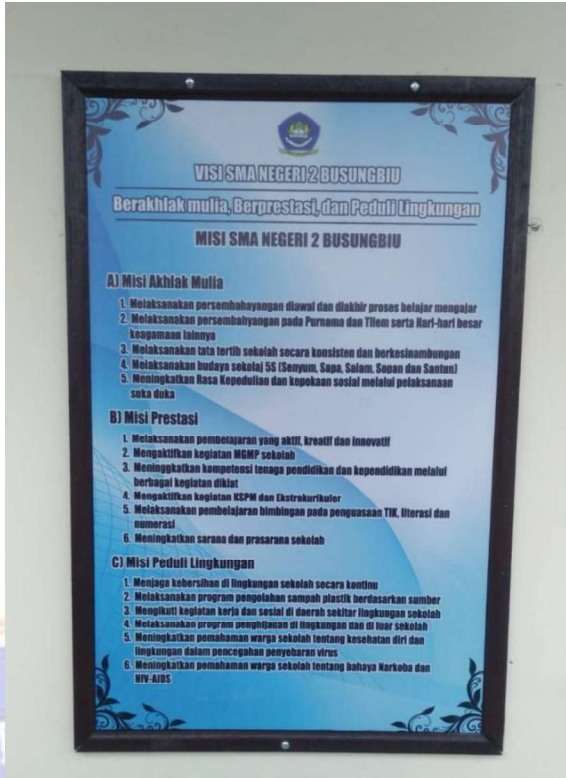 VISI SMA NEGERI 2 BUSUNGBIU
Berakhlak mulia, Berprestasi, dan Peduli Lingkungan
MISI SMA NEGERI 2 BUSUNGBIU
A) Misi Akhlak Mulia
1. Melaksanakan persembahayangan diawal dan diakhir proses belajar mengajar
2. Melaksanakan persembahyangan pada Purnama dan Tilem serta Hari-hari besar
keagamaan lainnya
3. Melaksanakan tata tertib sekolah secara konsisten dan berkesinambungan
4. Melaksanakan budaya sekolaj 5S (Senyum, Sapa, Salam, Sopan dan Santun)
5. Meningkatkan Rasa Kepedulian dan kepekaan sosial melalui pelaksanaan
suka duka
B) Misi Prestasi
1. Melaksanakan pembelajaran yang aktif, kreatif dan innovatif
2. Mengaktifkan kegiatan MGMP sekolah
3. Meninggkatkan kompetensi tenaga pendidikan dan kependidikan melalui
berbagai kegiatan diklat
4. Mengaktifkan kegiatan KSPM dan Ekstrakurikuler
5. Melaksanakan pembelajaran bimbingan pada penguasaan TIK, literasi dan
numerasi
6. Meningkatkan sarana dan prasarana sekolah
C) Misi Peduli Lingkungan
1. Menjaga kebersihan di lingkungan sekolah secara kontinu
2. Melaksanakan program pengolahan sampah plastik berdasarkan sumber
3. Mengikuti kegiatan kerja dan sosial di daerah sekitar lingkungan sekolah
4. Melaksanakan program penghijauan di lingkungan dan di luar sekolah
5. Meningkatkan pemahaman warga sekolah tentang kesehatan diri dan
lingkungan dalam pencegahan penyebaran virus
6. Meningkatkan pemahaman warga sekolah tentang bahaya Narkoba dan
HIV-AIDS